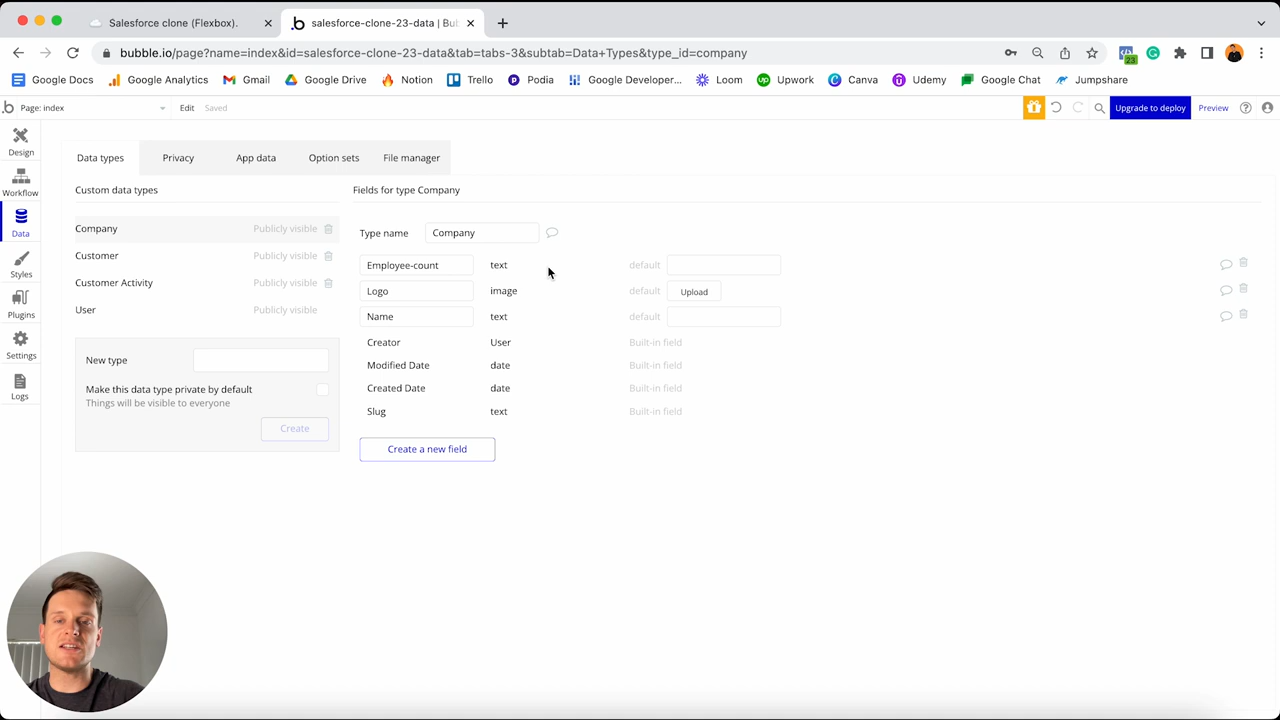 Salesforce clone (Flexbox).
salesforce-clone-23-data | Bub
bubble.io/page?name=index&id=salesforce-clone-23-data&tab=tabs-3&subtab=Data+Types&type_id=company
23
Google Docs Google Analytics Gmail Google Drive Notion Trello Podia Google Developer... Loom Upwork Canva Udemy Google Chat Jumpshare
Page: index Edit Saved Upgrade to deploy Preview
Design
Workflow
Data
Styles
Plugins
Settings
Logs
Data types Privacy App data Option sets File manager
Custom data types
Company Publicly visible
Customer Publicly visible
Customer Activity Publicly visible
User Publicly visible
New type
Make this data type private by default
Things will be visible to everyone
Create
Fields for type Company
Type name Company
Employee-count text default
Logo image default Upload
Name text default
Creator User Built-in field
Modified Date date Built-in field
Created Date date Built-in field
Slug text Built-in field
Create a new field